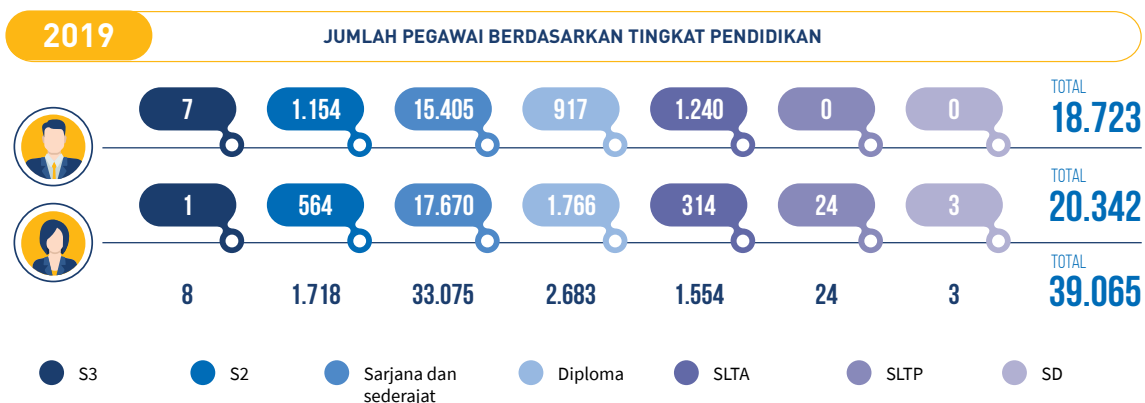 2019
JUMLAH PEGAWAI BERDASARKAN TINGKAT PENDIDIKAN
7 1.154 15.405 917 1.240 0 0
TOTAL
18.723
1 564 17.670 1.766 314 24 3
TOTAL
20.342
8 1.718 33.075 2.683 1.554 24 3
TOTAL
39.065
S3 S2 Sarjana dan Diploma SLTA SLTP SD
sederajat